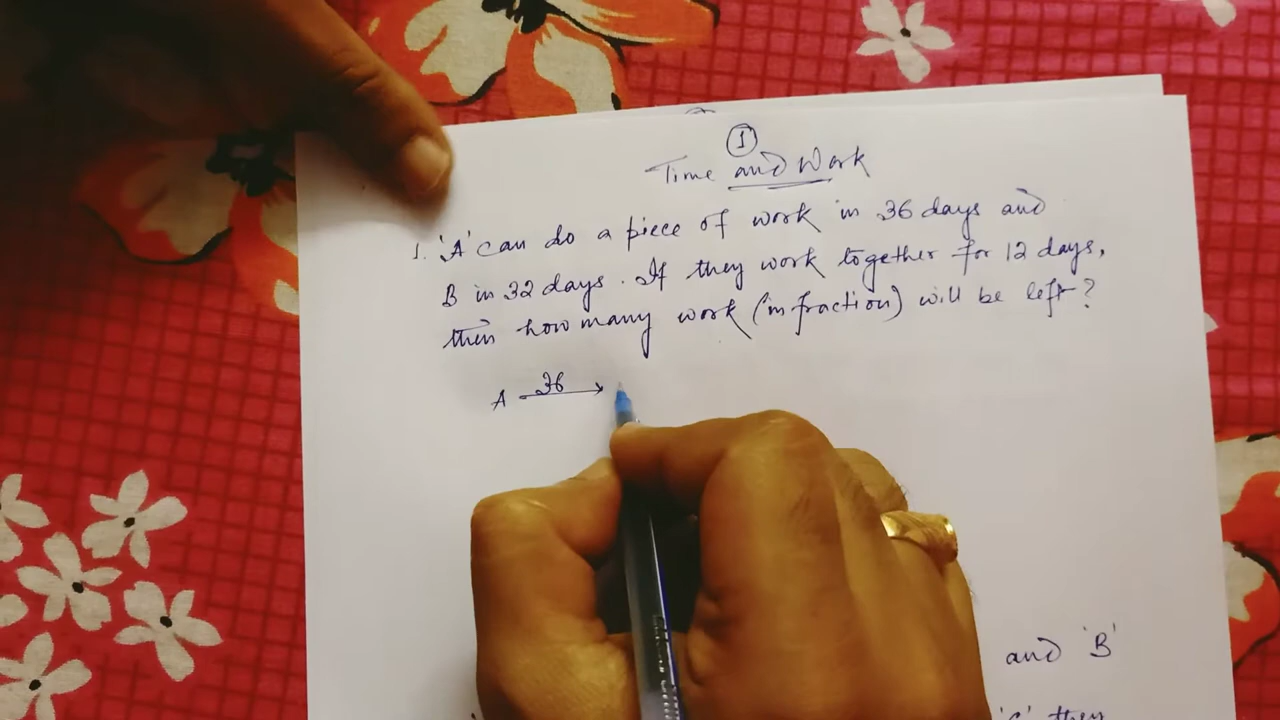 1
Time and Work
1. 'A' can do a piece of work in 36 days and
B in 32 days. If they work together for 12 days,
then how many work (in fraction) will be left?
A 36 →
and 'B'
then